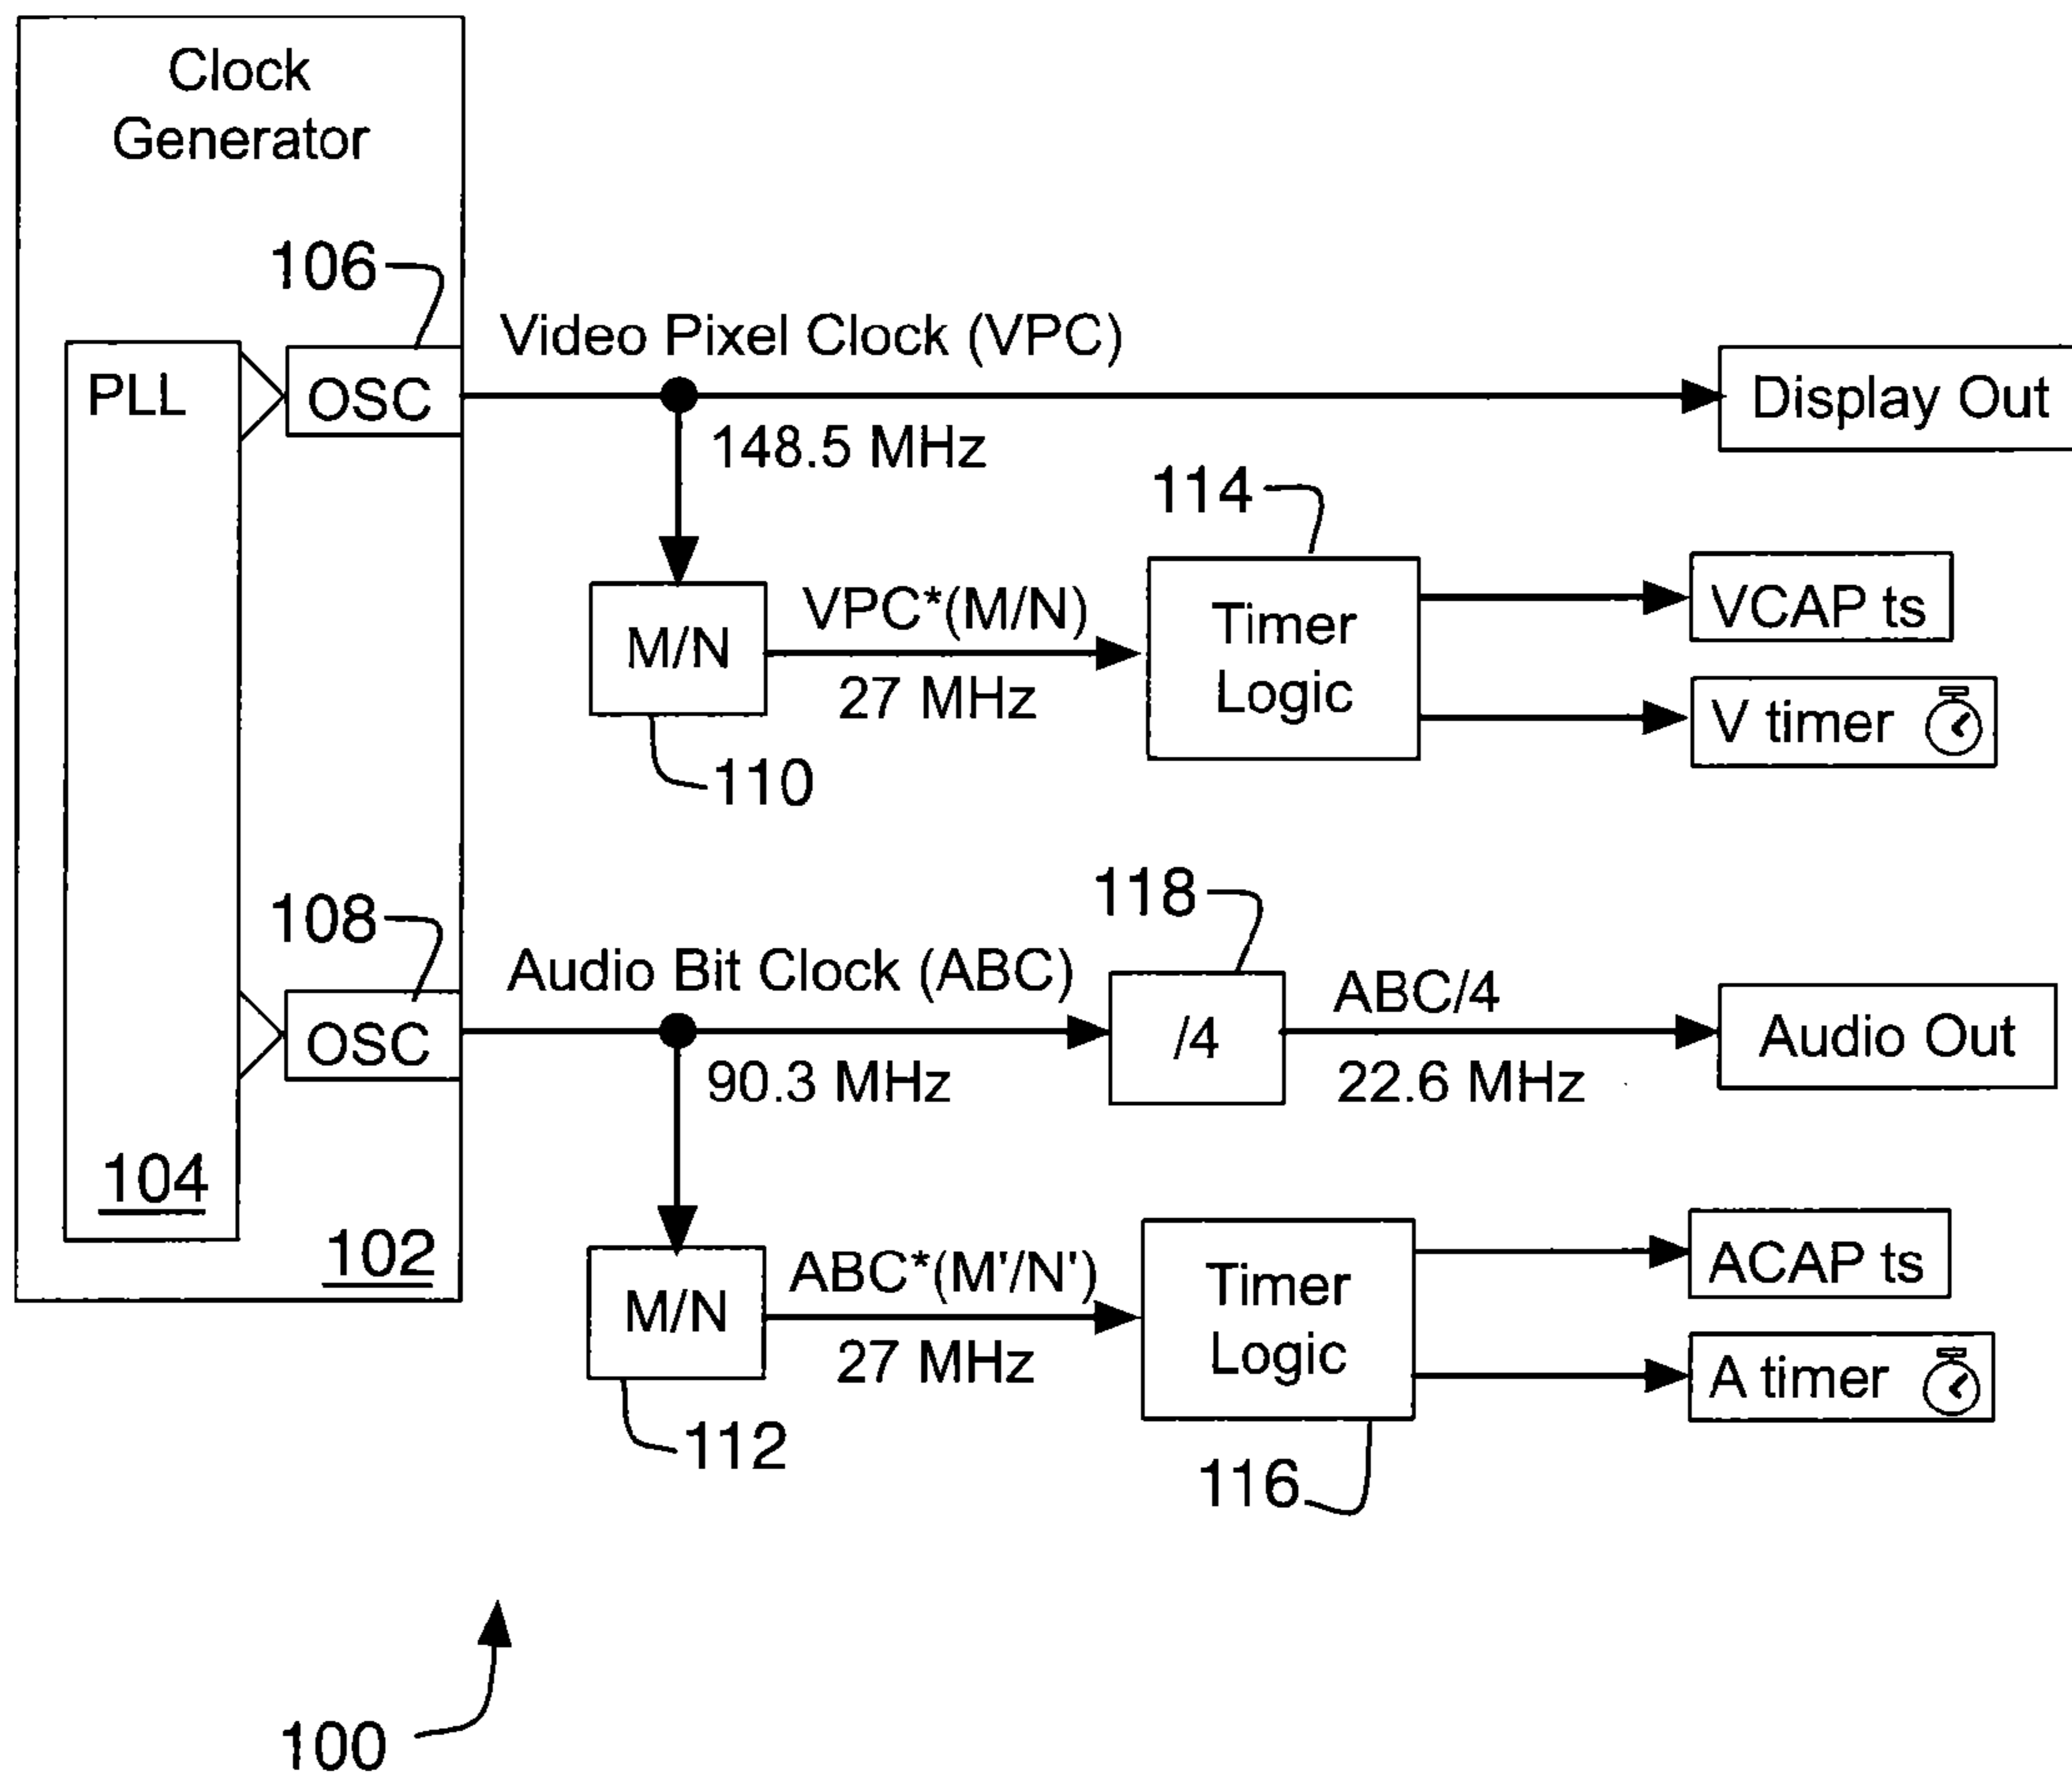 Clock
Generator
106
Video Pixel Clock (VPC)
PLL
OSC
Display Out
148.5 MHz
114
VPC*(M/N)
M/N
27 MHz
Timer
Logic
VCAP ts
V timer
110
118
108
Audio Bit Clock (ABC)
ABC/4
OSC
/4
Audio Out
90.3 MHz
22.6 MHz
104
102
ABC*(M'/N')
M/N
27 MHz
Timer
Logic
ACAP ts
A timer
112
116
100